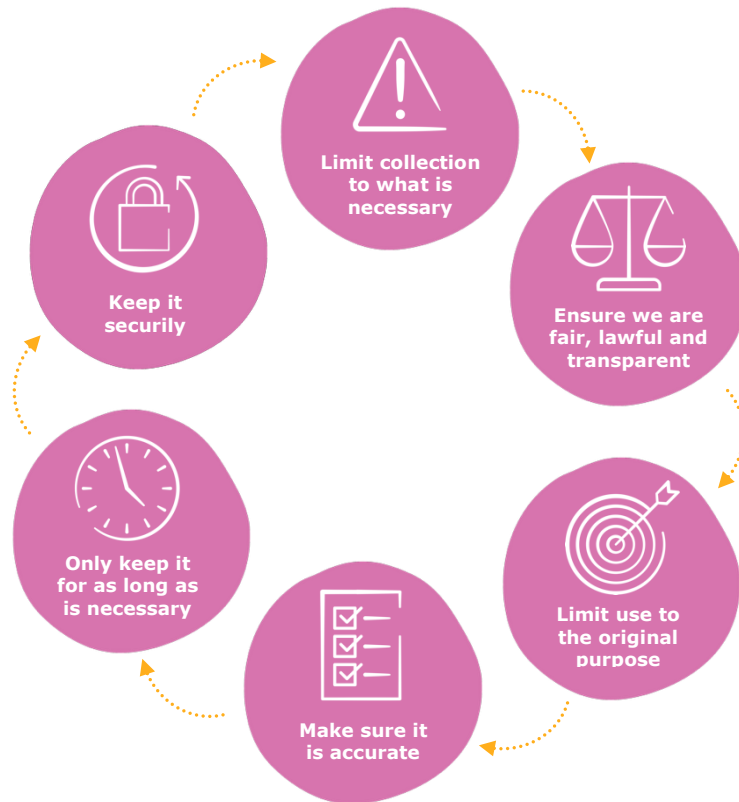 Limit collection
to what is
necessary
Ensure we are
fair, lawful and
transparent
Limit use to
the original
purpose
Make sure it
is accurate
Only keep it
for as long as
is necessary
Keep it
securily